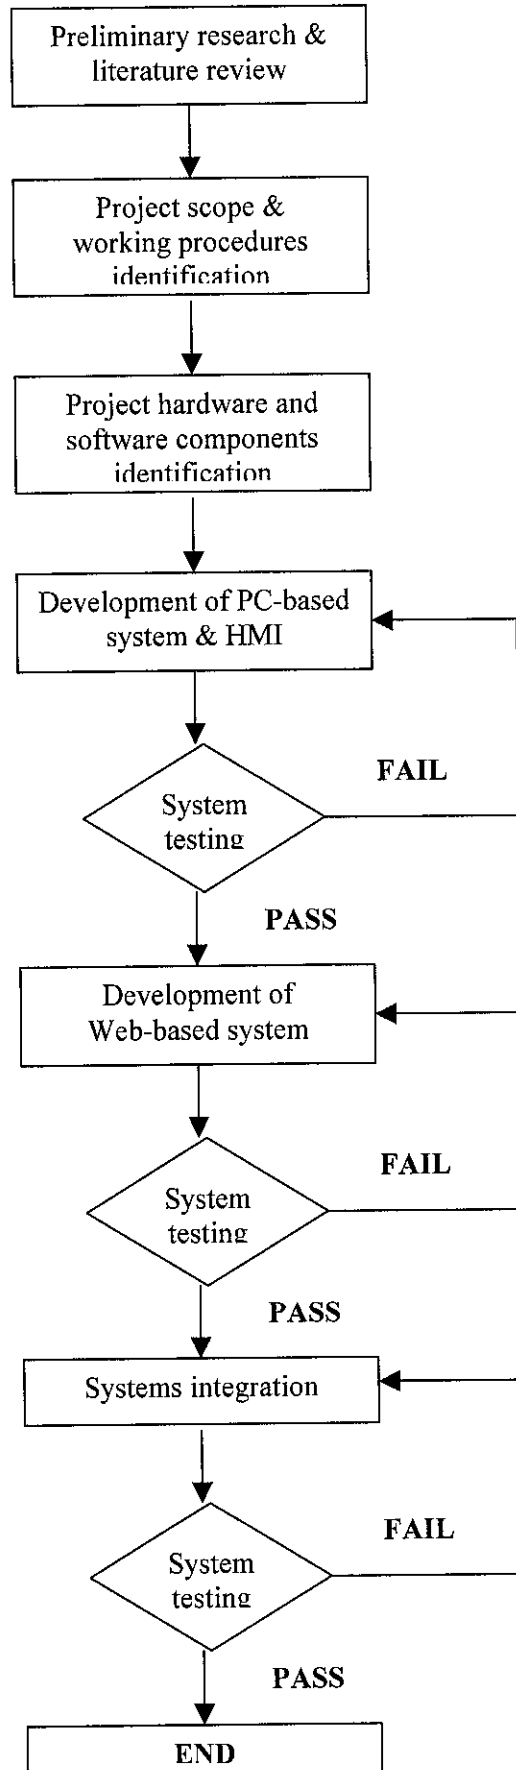 Preliminary research &
literature review
Project scope &
working procedures
identification
Project hardware and
software components
identification
Development of PC-based
system & HMI
System
testing
FAIL
PASS
Development of
Web-based system
System
testing
FAIL
PASS
Systems integration
System
testing
FAIL
PASS
END